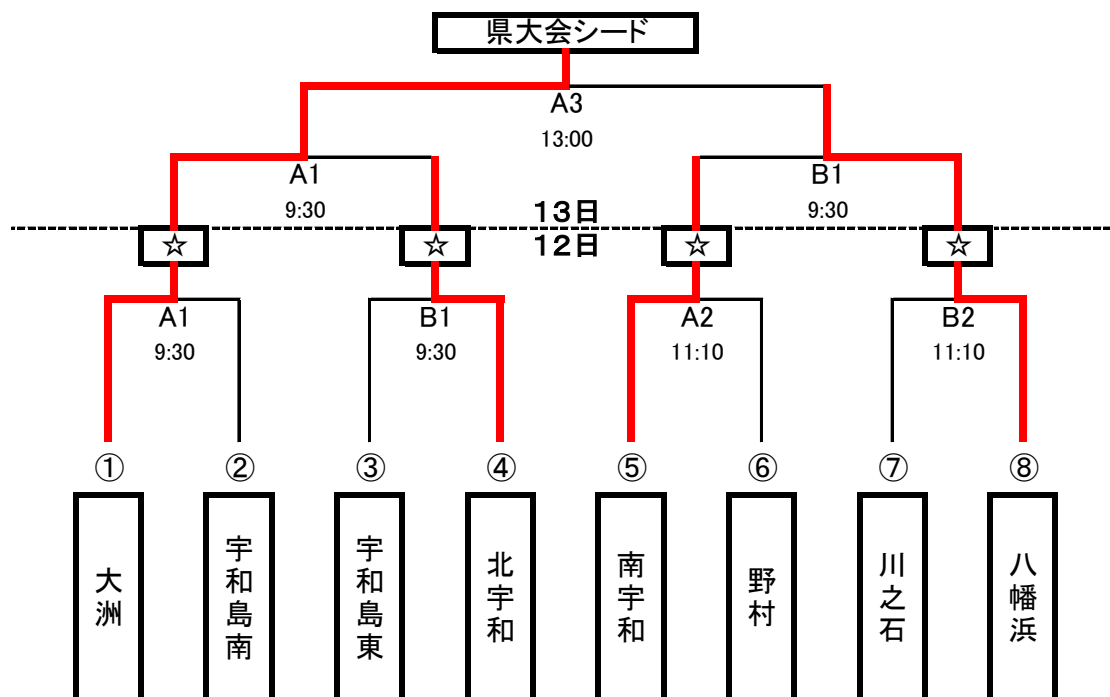 県大会シード
A3
13:00
A1
B1
9:30
9:30
13日
12日
☆
☆
☆
☆
A1
B1
A2
B2
9:30
9:30
11:10
11:10
①
②
③
④
⑤
⑥
⑦
⑧
大洲
宇和島南
宇和島東
北宇和
南宇和
野村
川之石
八幡浜